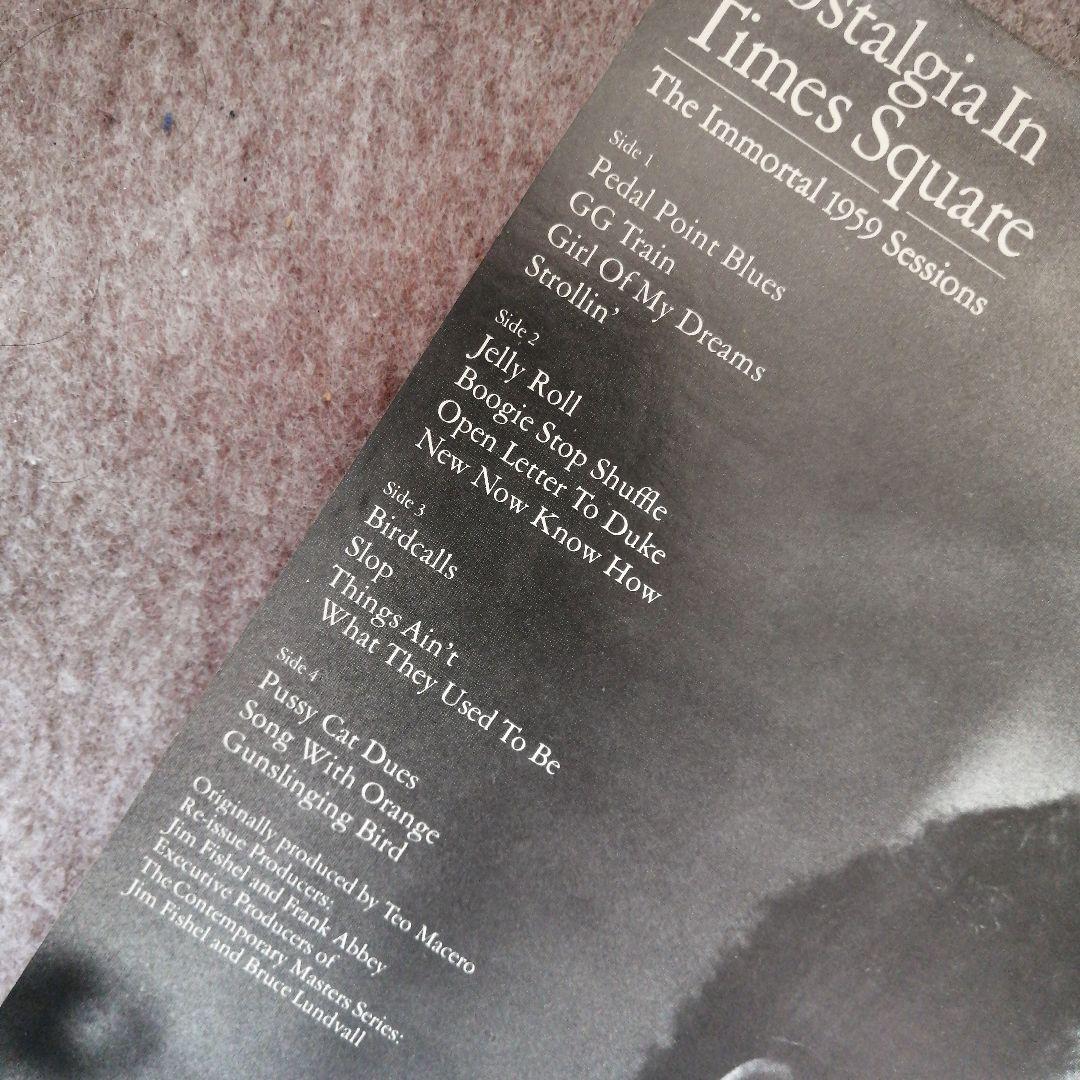 Nostalgia In
Times Square
The Immortal 1959 Sessions
Side 1
Pedal Point Blues
GG Train
Girl Of My Dreams
Strollin'
Side 2
Jelly Roll
Boogie Stop Shuffle
Open Letter To Duke
New Now Know How
Side 3
Birdcalls
Slop
Things Ain't
What They Used To Be
Side 4
Pussy Cat Dues
Song With Orange
Gunslinging Bird
Originally produced by Teo Macero
Re-issue Producers:
Jim Fishel and Frank Abbey
Executive Producers of
The Contemporary Masters Series:
Jim Fishel and Bruce Lundvall